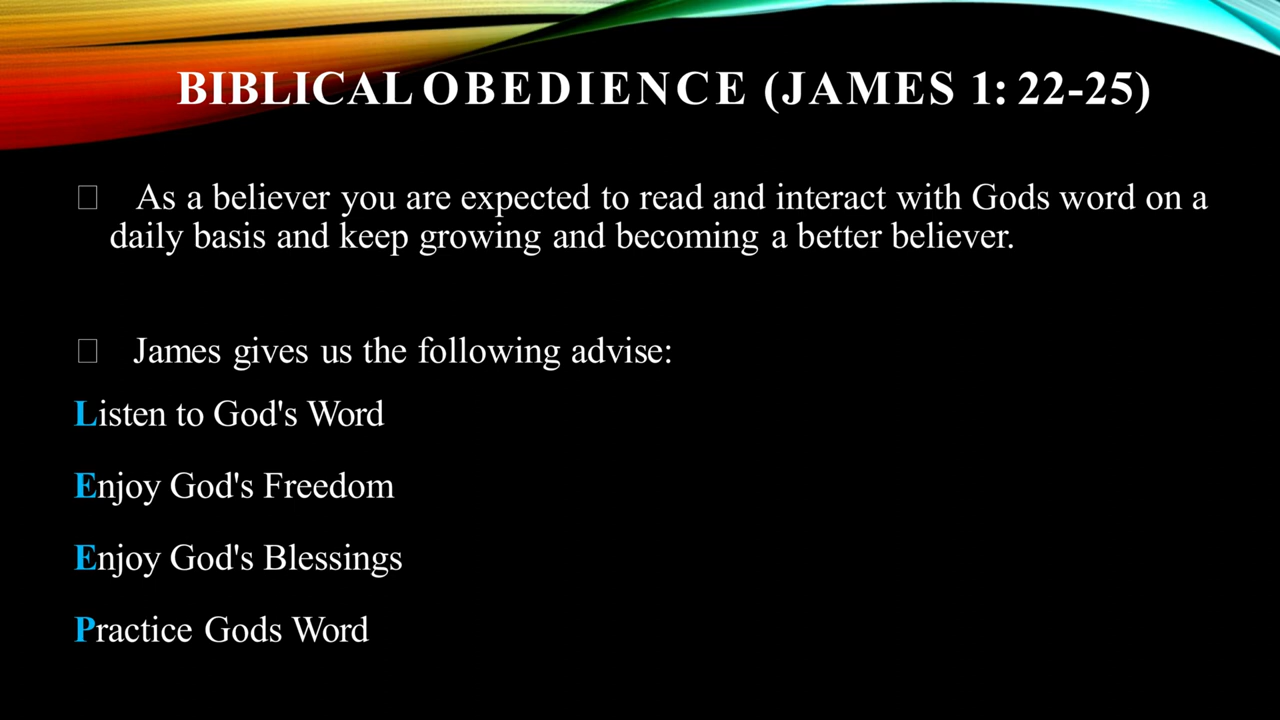 BIBLICAL OBEDIENCE (JAMES 1: 22-25)
As a believer you are expected to read and interact with Gods word on a
daily basis and keep growing and becoming a better believer.
James gives us the following advise:
Listen to God's Word
Enjoy God's Freedom
Enjoy God's Blessings
Practice Gods Word